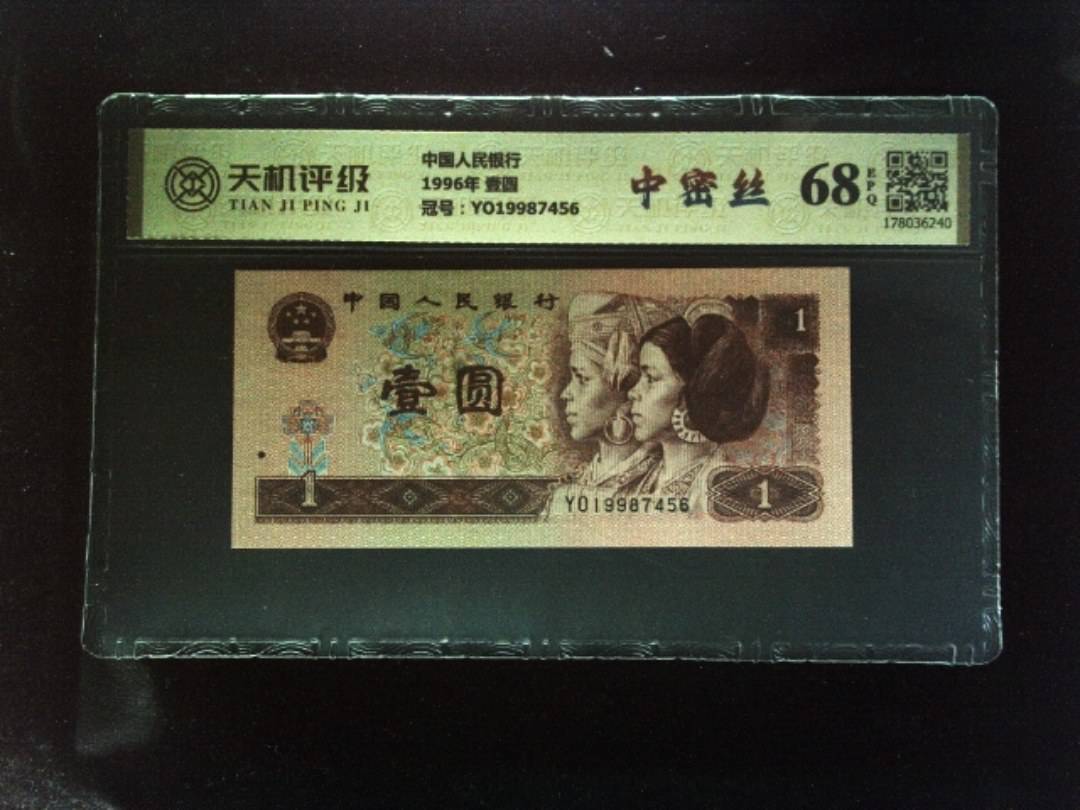 天机评级
TIAN JI PING JI
中国人民银行
1996年 壹圆
冠号：YO19987456
中密丝
68
EPQ
178036240
中国人民银行
1
壹圆
1
YO19987456
1